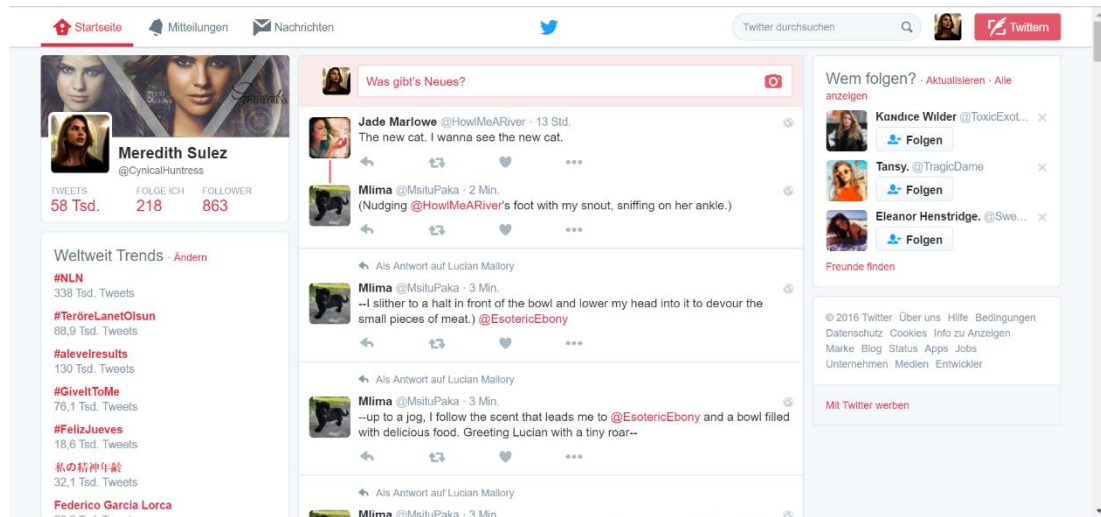 Startseite
Mitteilungen
Nachrichten
Twitter durchsuchen
Twittern
Meredith Sulez
@CynicalHuntress
TWEETS
58 Tsd.
FOLGE ICH
218
FOLLOWER
863
Weltweit Trends · Ändern
#NLN
338 Tsd. Tweets
#TeröreLanetOlsun
88,9 Tsd. Tweets
#alevelresults
130 Tsd. Tweets
#GiveItToMe
76,1 Tsd. Tweets
#FelizJueves
18,6 Tsd. Tweets
私の精神年齢
32,1 Tsd. Tweets
Federico García Lorca
Was gibt's Neues?
Jade Marlowe @HowlMeARiver · 13 Std.
The new cat. I wanna see the new cat.
Mlima @MsituPaka · 2 Min.
(Nudging @HowlMeARiver's foot with my snout, sniffing on her ankle.)
Als Antwort auf Lucian Mallory
Mlima @MsituPaka · 3 Min.
--I slither to a halt in front of the bowl and lower my head into it to devour the
small pieces of meat.) @EsotericEbony
Als Antwort auf Lucian Mallory
Mlima @MsituPaka · 3 Min.
--up to a jog, I follow the scent that leads me to @EsotericEbony and a bowl filled
with delicious food. Greeting Lucian with a tiny roar--
Als Antwort auf Lucian Mallory
Mlima @MsituPaka · 3 Min.
Wem folgen? · Aktualisieren · Alle
anzeigen
Kαndιce Wιlder @ToxicExot...
Folgen
Tansy. @TragicDame
Folgen
Eleanor Henstridge. @Swe...
Folgen
Freunde finden
© 2016 Twitter Über uns Hilfe Bedingungen
Datenschutz Cookies Info zu Anzeigen
Marke Blog Status Apps Jobs
Unternehmen Medien Entwickler
Mit Twitter werben